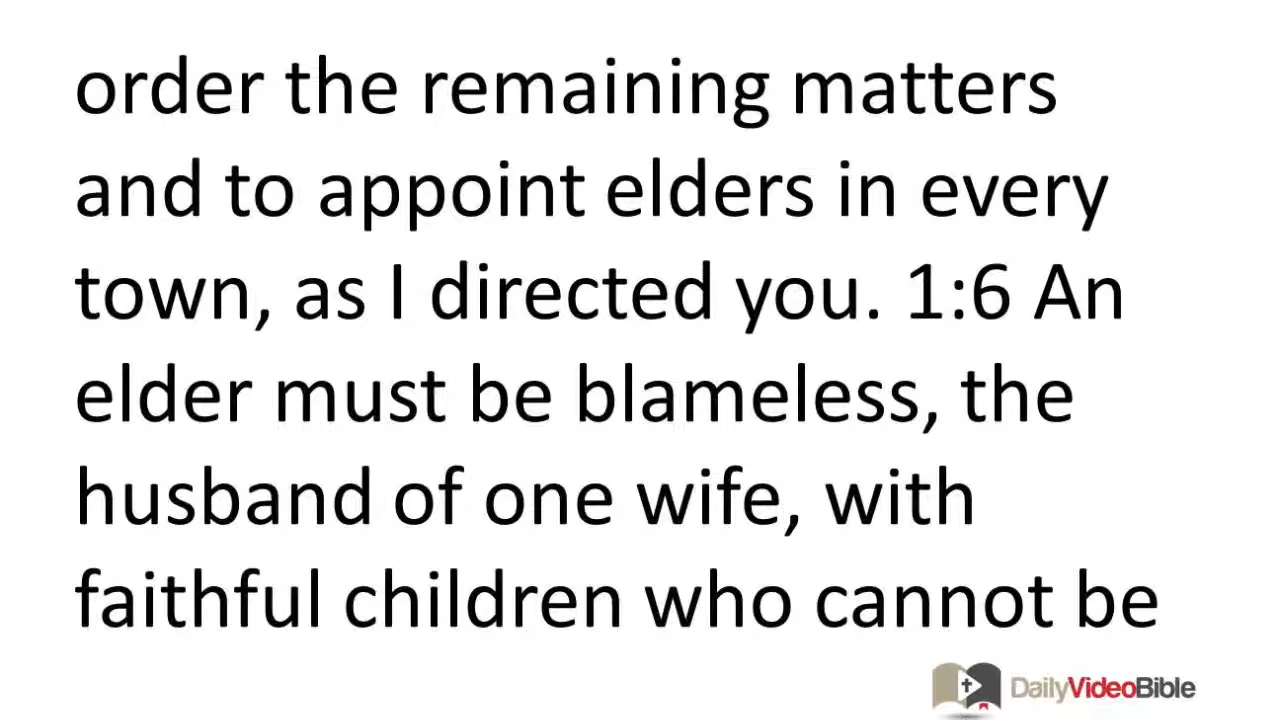 order the remaining matters
and to appoint elders in every
town, as I directed you. 1:6 An
elder must be blameless, the
husband of one wife, with
faithful children who cannot be
DailyVideoBible